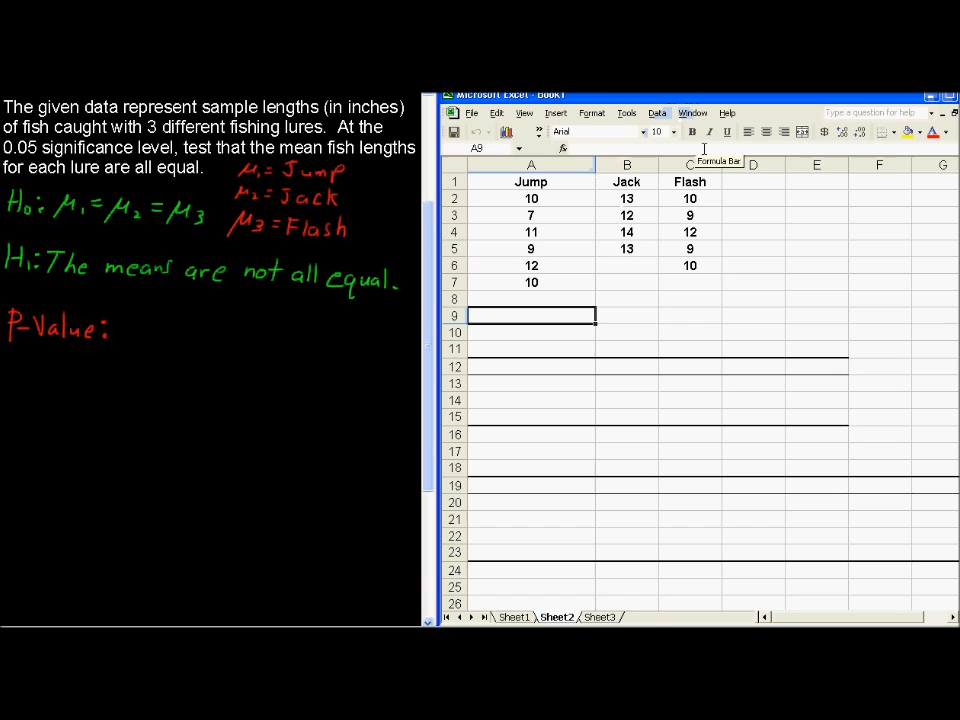 The given data represent sample lengths (in inches)
of fish caught with 3 different fishing lures. At the
0.05 significance level, test that the mean fish lengths
for each lure are all equal.
μ₁ = Jump
μ₂ = Jack
μ₃ = Flash
H₀: μ₁ = μ₂ = μ₃
H₁: The means are not all equal.
P-Value:
Microsoft Excel - Book1
File Edit View Insert Format Tools Data Window Help Type a question for help
» Arial 10 B I U $
A9 fx
Formula Bar
A B C D E F G
1 Jump Jack Flash
2 10 13 10
3 7 12 9
4 11 14 12
5 9 13 9
6 12 10
7 10
8
9
10
11
12
13
14
15
16
17
18
19
20
21
22
23
24
25
26
Sheet1 Sheet2 Sheet3